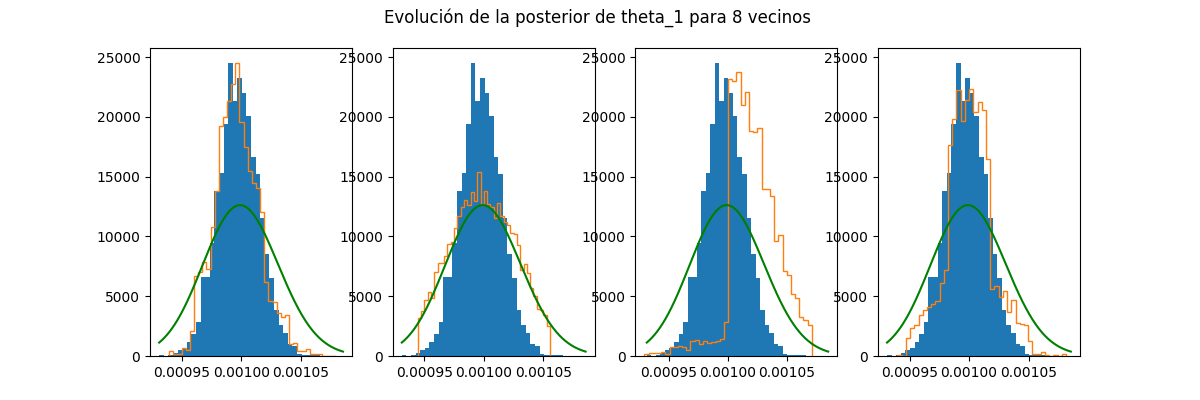 Evolución de la posterior de theta_1 para 8 vecinos
25000 25000 25000 25000
20000 20000 20000 20000
15000 15000 15000 15000
10000 10000 10000 10000
5000 5000 5000 5000
0 0 0 0
0.00095 0.00100 0.00105 0.00095 0.00100 0.00105 0.00095 0.00100 0.00105 0.00095 0.00100 0.00105